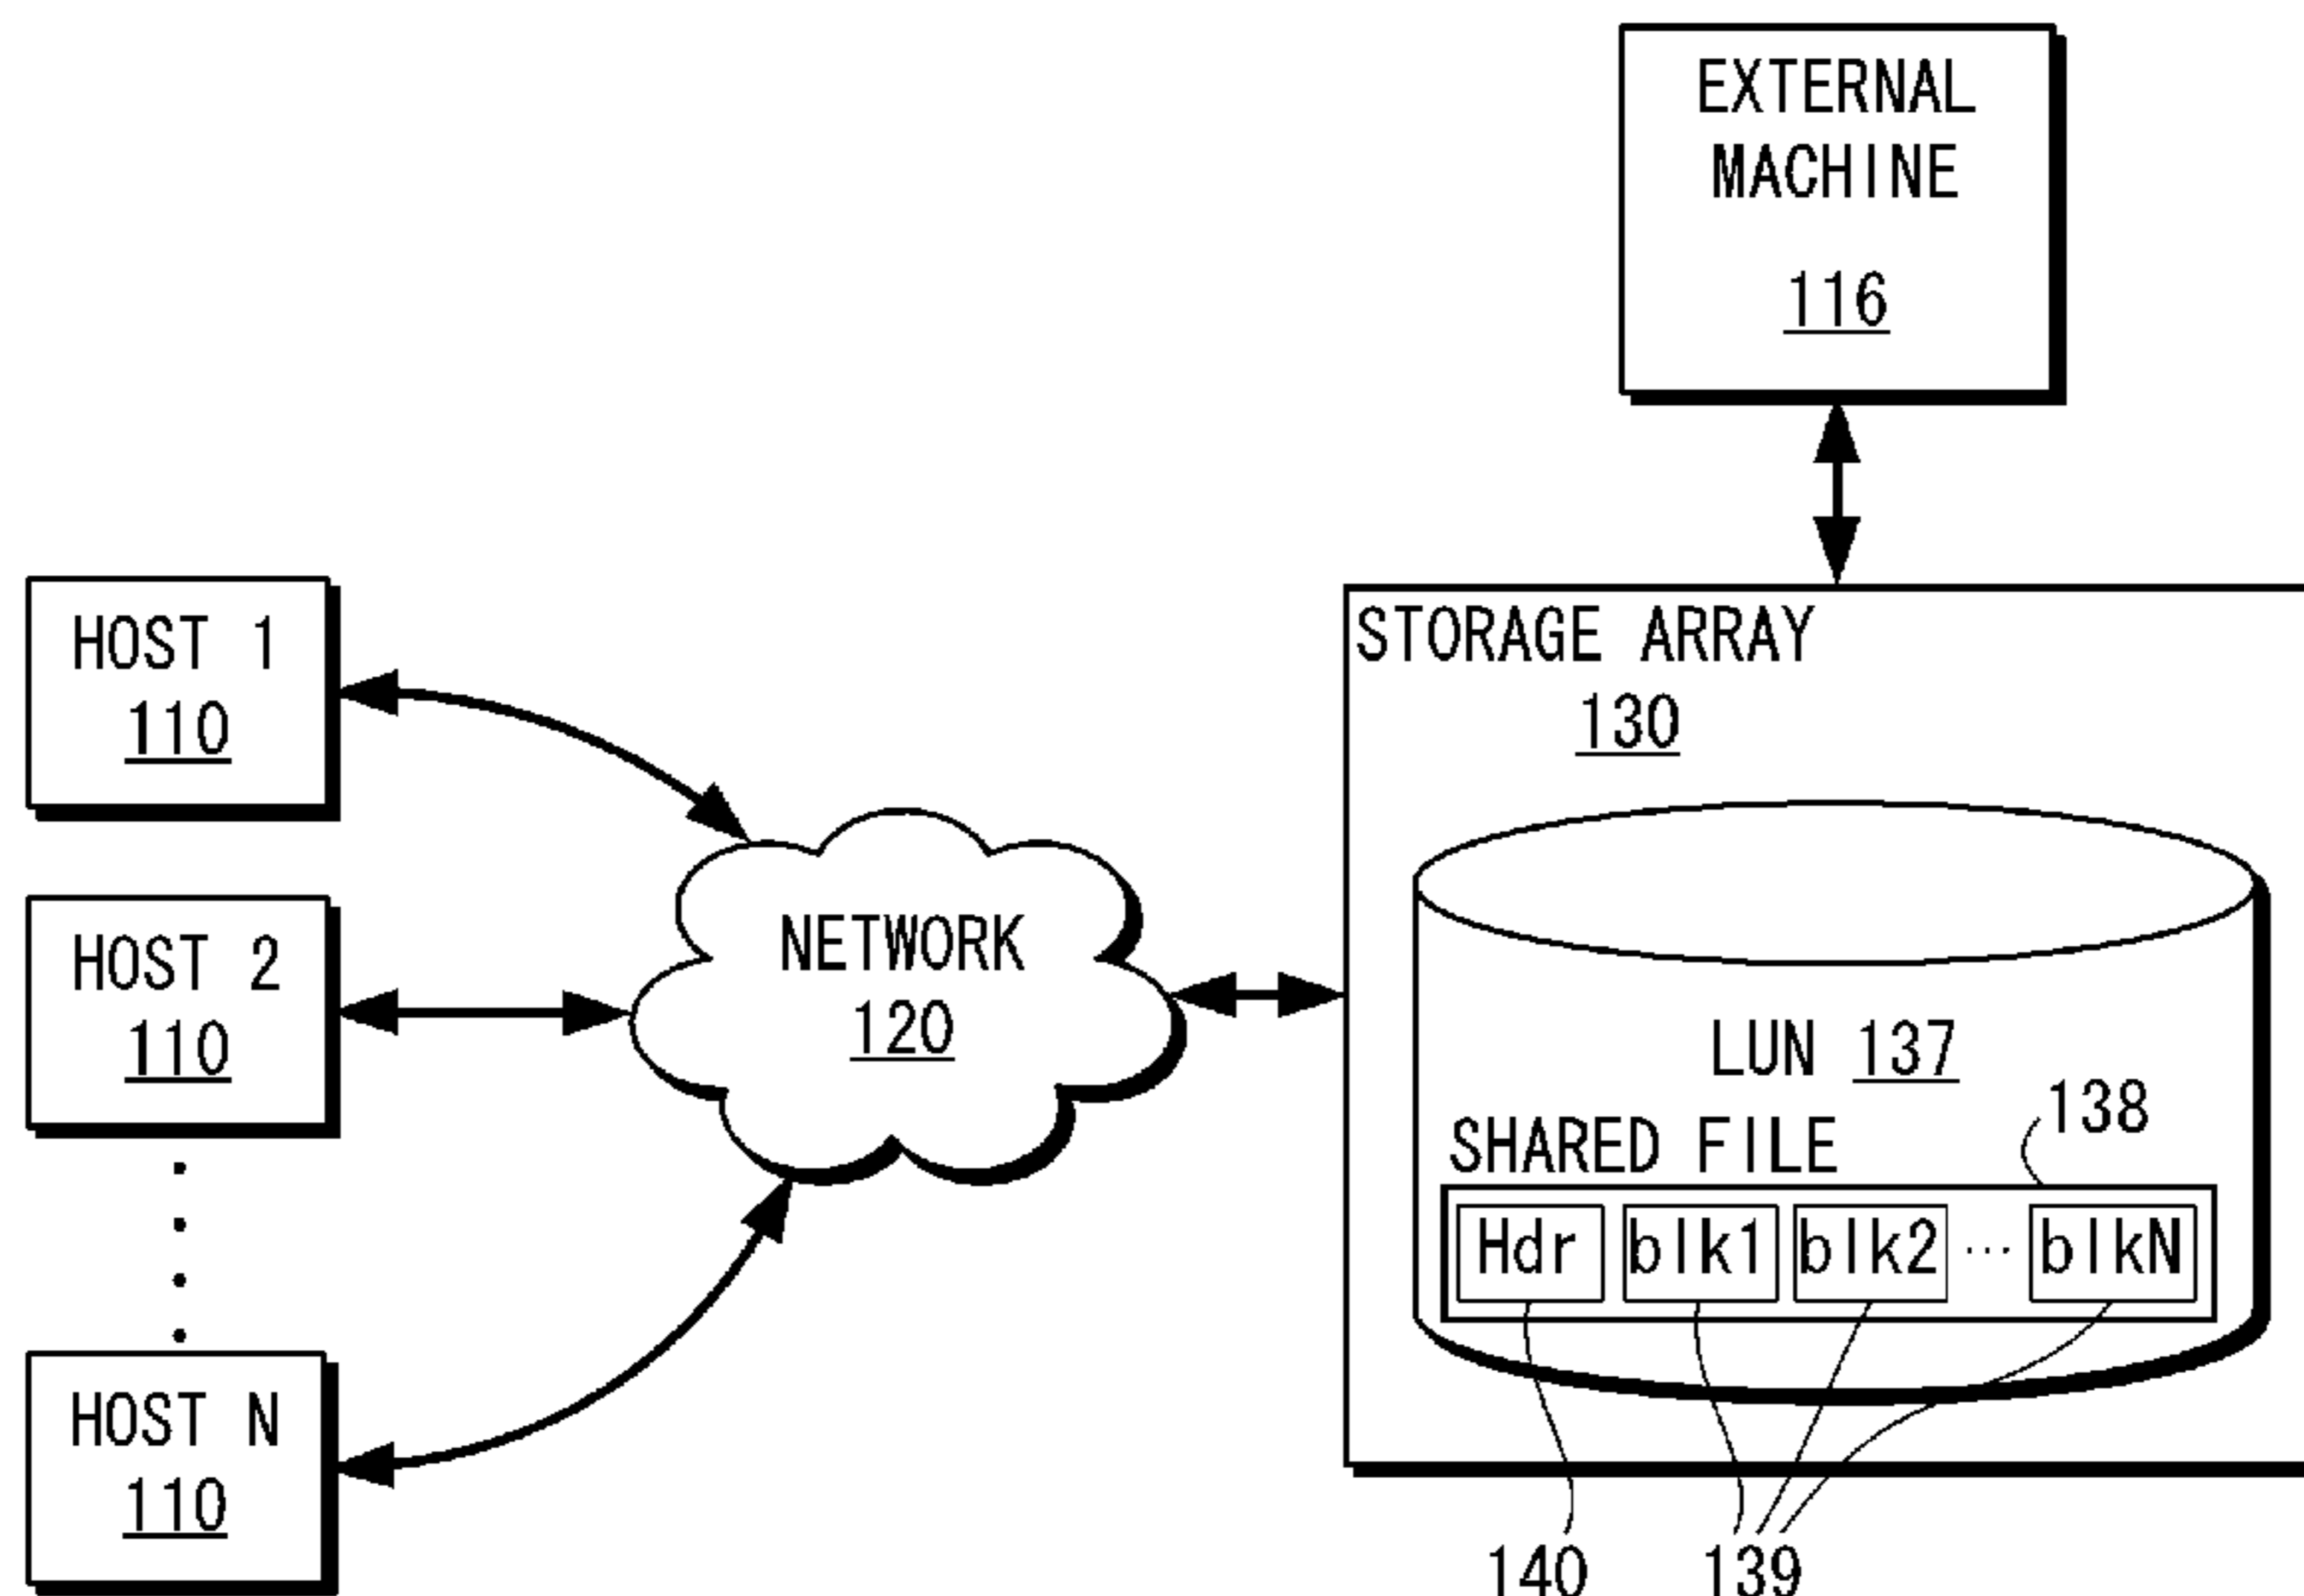 EXTERNAL
MACHINE
116
HOST 1
110
HOST 2
110
HOST N
110
NETWORK
120
STORAGE ARRAY
130
LUN 137
138
SHARED FILE
Hdr blk1 blk2 ... blkN
140 139